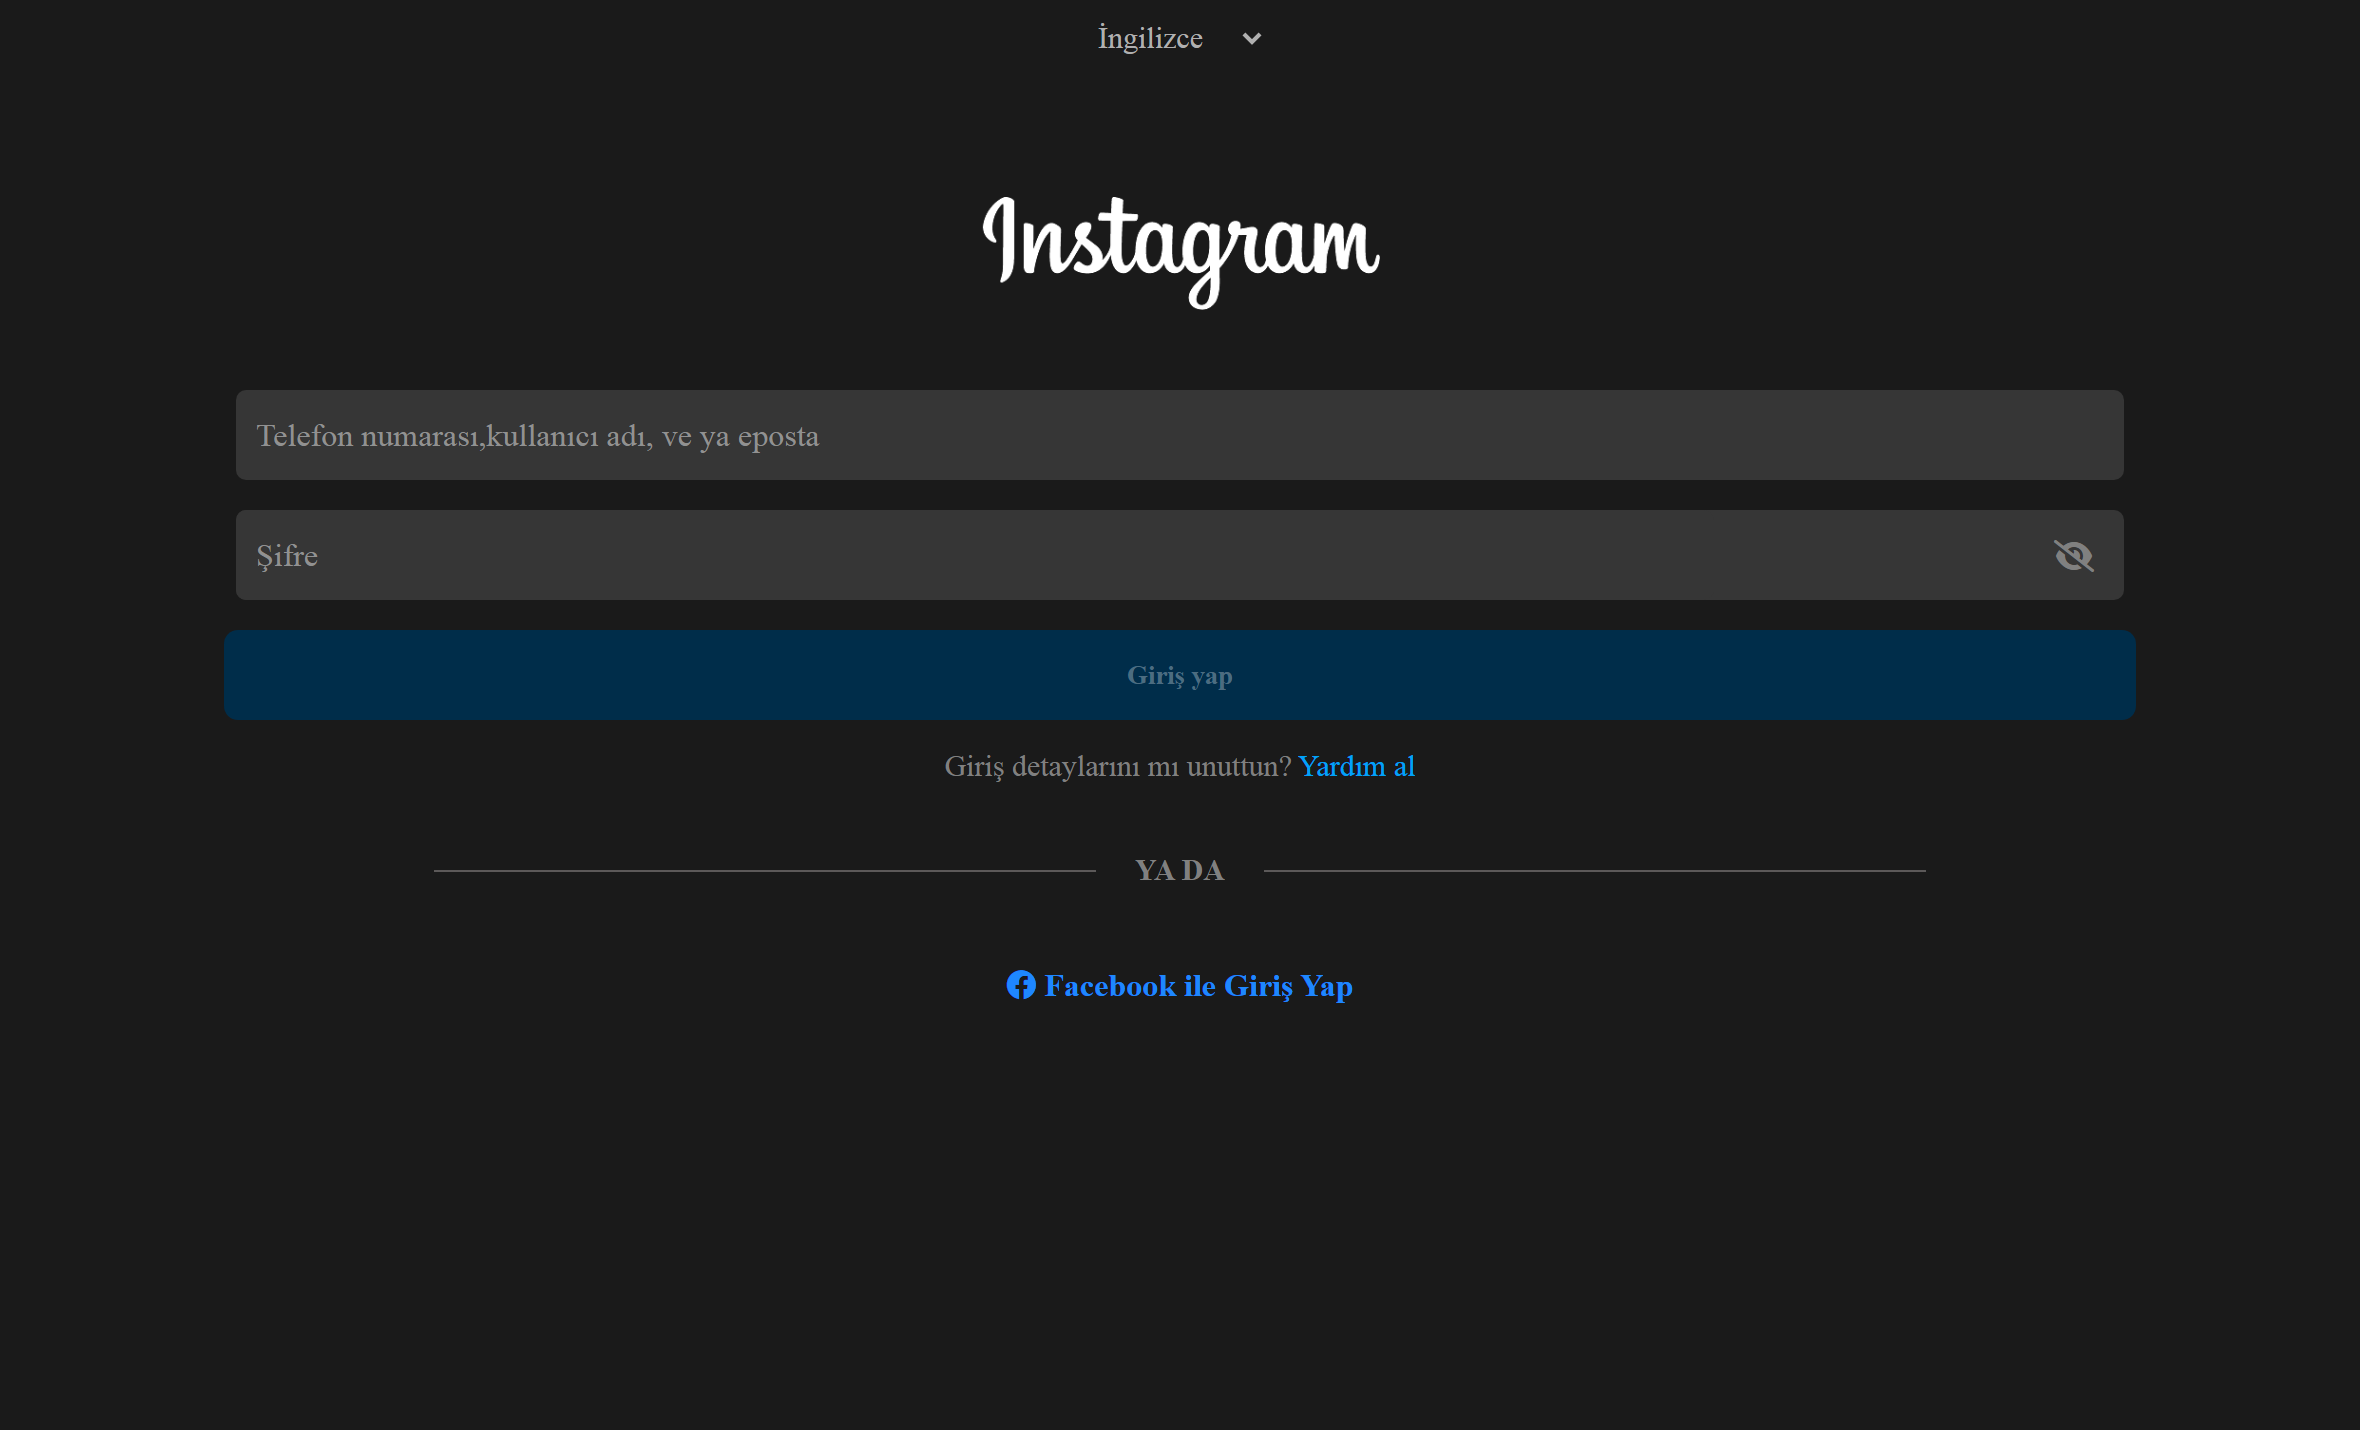 İngilizce
Instagram
Telefon numarası,kullanıcı adı, ve ya eposta
Şifre
Giriş yap
Giriş detaylarını mı unuttun? Yardım al
YA DA
Facebook ile Giriş Yap